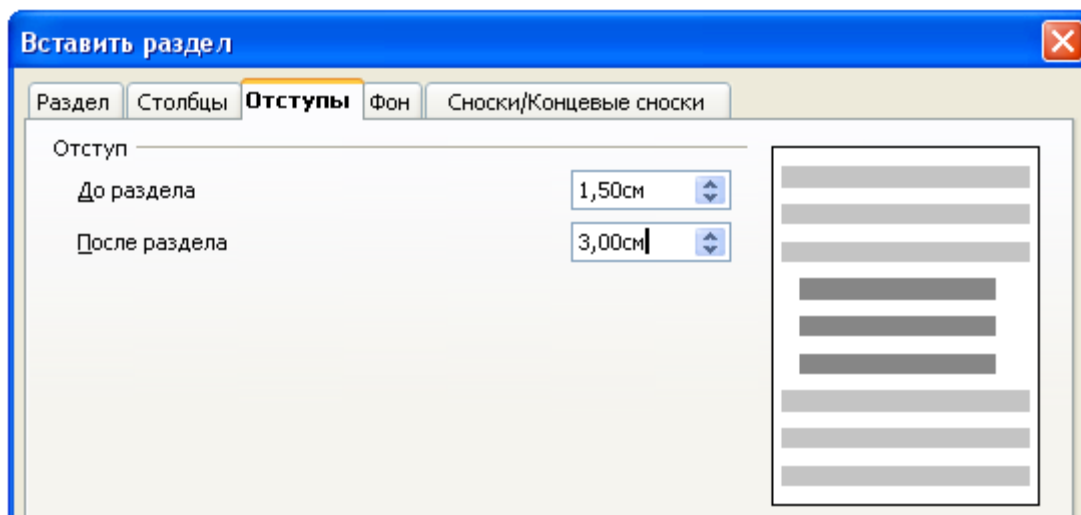 Вставить раздел
Раздел Столбцы Отступы Фон Сноски/Концевые сноски
Отступ
До раздела 1,50см
После раздела 3,00см